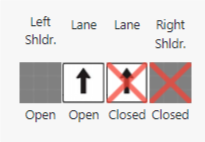 Left Shldr. Lane Lane Right Shldr.
Open Open Closed Closed